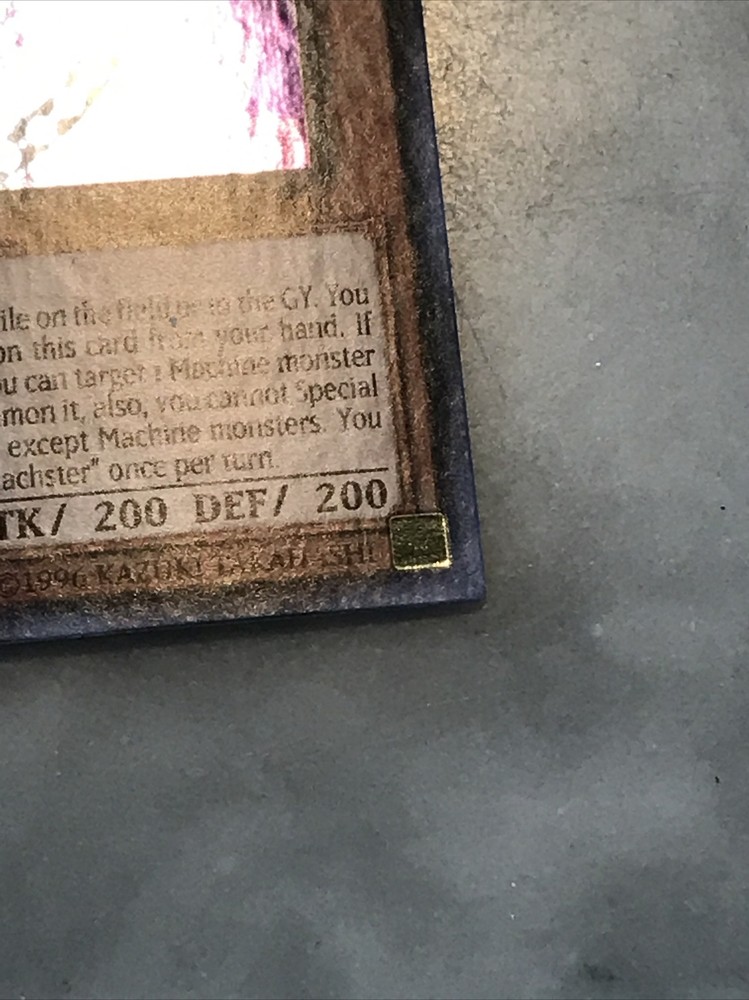 ile on the field or in the GY. You
on this card from your hand. If
ou can target 1 Machine monster
mon it, also, you cannot Special
except Machine monsters. You
achster" once per turn.
TK/ 200 DEF/ 200
©1996 KAZUKI TAKAHASHI